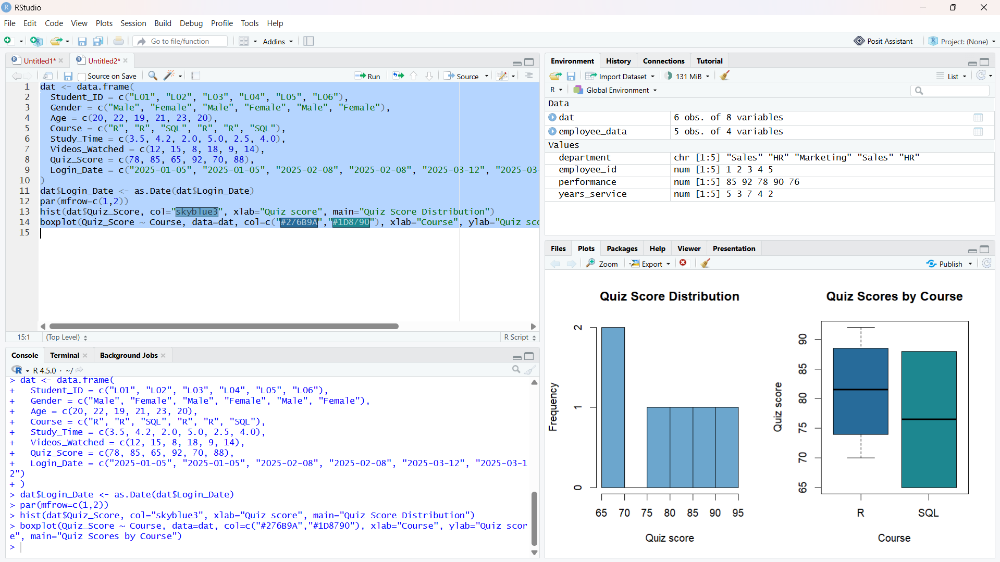 RStudio
File Edit Code View Plots Session Build Debug Profile Tools Help
Go to file/function Addins Posit Assistant Project: (None)
Untitled1* Untitled2*
Source on Save Run Source
1 dat <- data.frame(
2   Student_ID = c("L01", "L02", "L03", "L04", "L05", "L06"),
3   Gender = c("Male", "Female", "Male", "Female", "Male", "Female"),
4   Age = c(20, 22, 19, 21, 23, 20),
5   Course = c("R", "R", "SQL", "R", "R", "SQL"),
6   Study_Time = c(3.5, 4.2, 2.0, 5.0, 2.5, 4.0),
7   Videos_Watched = c(12, 15, 8, 18, 9, 14),
8   Quiz_Score = c(78, 85, 65, 92, 70, 88),
9   Login_Date = c("2025-01-05", "2025-01-05", "2025-02-08", "2025-02-08", "2025-03-12", "2025-03-
10 )
11 dat$Login_Date <- as.Date(dat$Login_Date)
12 par(mfrow=c(1,2))
13 hist(dat$Quiz_Score, col="skyblue3", xlab="Quiz score", main="Quiz Score Distribution")
14 boxplot(Quiz_Score ~ Course, data=dat, col=c("#276B9A","#1D8790"), xlab="Course", ylab="Quiz sco
15
15:1 (Top Level) R Script
Console Terminal Background Jobs
R 4.5.0 · ~/
> dat <- data.frame(
+   Student_ID = c("L01", "L02", "L03", "L04", "L05", "L06"),
+   Gender = c("Male", "Female", "Male", "Female", "Male", "Female"),
+   Age = c(20, 22, 19, 21, 23, 20),
+   Course = c("R", "R", "SQL", "R", "R", "SQL"),
+   Study_Time = c(3.5, 4.2, 2.0, 5.0, 2.5, 4.0),
+   Videos_Watched = c(12, 15, 8, 18, 9, 14),
+   Quiz_Score = c(78, 85, 65, 92, 70, 88),
+   Login_Date = c("2025-01-05", "2025-01-05", "2025-02-08", "2025-02-08", "2025-03-12", "2025-03-1
2")
+ )
> dat$Login_Date <- as.Date(dat$Login_Date)
> par(mfrow=c(1,2))
> hist(dat$Quiz_Score, col="skyblue3", xlab="Quiz score", main="Quiz Score Distribution")
> boxplot(Quiz_Score ~ Course, data=dat, col=c("#276B9A","#1D8790"), xlab="Course", ylab="Quiz scor
e", main="Quiz Scores by Course")
>
Environment History Connections Tutorial
Import Dataset 131 MiB List
R Global Environment
Data
dat 6 obs. of 8 variables
employee_data 5 obs. of 4 variables
Values
department chr [1:5] "Sales" "HR" "Marketing" "Sales" "HR"
employee_id num [1:5] 1 2 3 4 5
performance num [1:5] 85 92 78 90 76
years_service num [1:5] 5 3 7 4 2
Files Plots Packages Help Viewer Presentation
Zoom Export Publish
Quiz Score Distribution
Frequency
2
1
0
65 70 75 80 85 90 95
Quiz score
Quiz Scores by Course
Quiz score
90
85
80
75
70
65
R SQL
Course